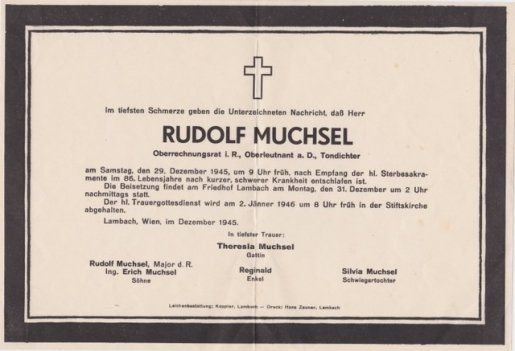 Im tiefsten Schmerze geben die Unterzeichneten Nachricht, daß Herr
RUDOLF MUCHSEL
Oberrechnungsrat i. R., Oberleutnant a. D., Tondichter
am Samstag, den 29. Dezember 1945, um 9 Uhr früh, nach Empfang der hl. Sterbesakra-
mente im 86. Lebensjahre nach kurzer, schwerer Krankheit entschlafen ist.
Die Beisetzung findet am Friedhof Lambach am Montag, den 31. Dezember um 2 Uhr
nachmittags statt.
Der hl. Trauergottesdienst wird am 2. Jänner 1946 um 8 Uhr früh in der Stiftskirche
abgehalten.
Lambach, Wien, im Dezember 1945.
In tiefster Trauer:
Theresia Muchsel
Gattin
Rudolf Muchsel, Major d. R.
Ing. Erich Muchsel
Söhne
Reginald
Enkel
Silvia Muchsel
Schwiegertochter
Leichenbestattung: Keppler, Lambach — Druck: Hans Zauner, Lambach